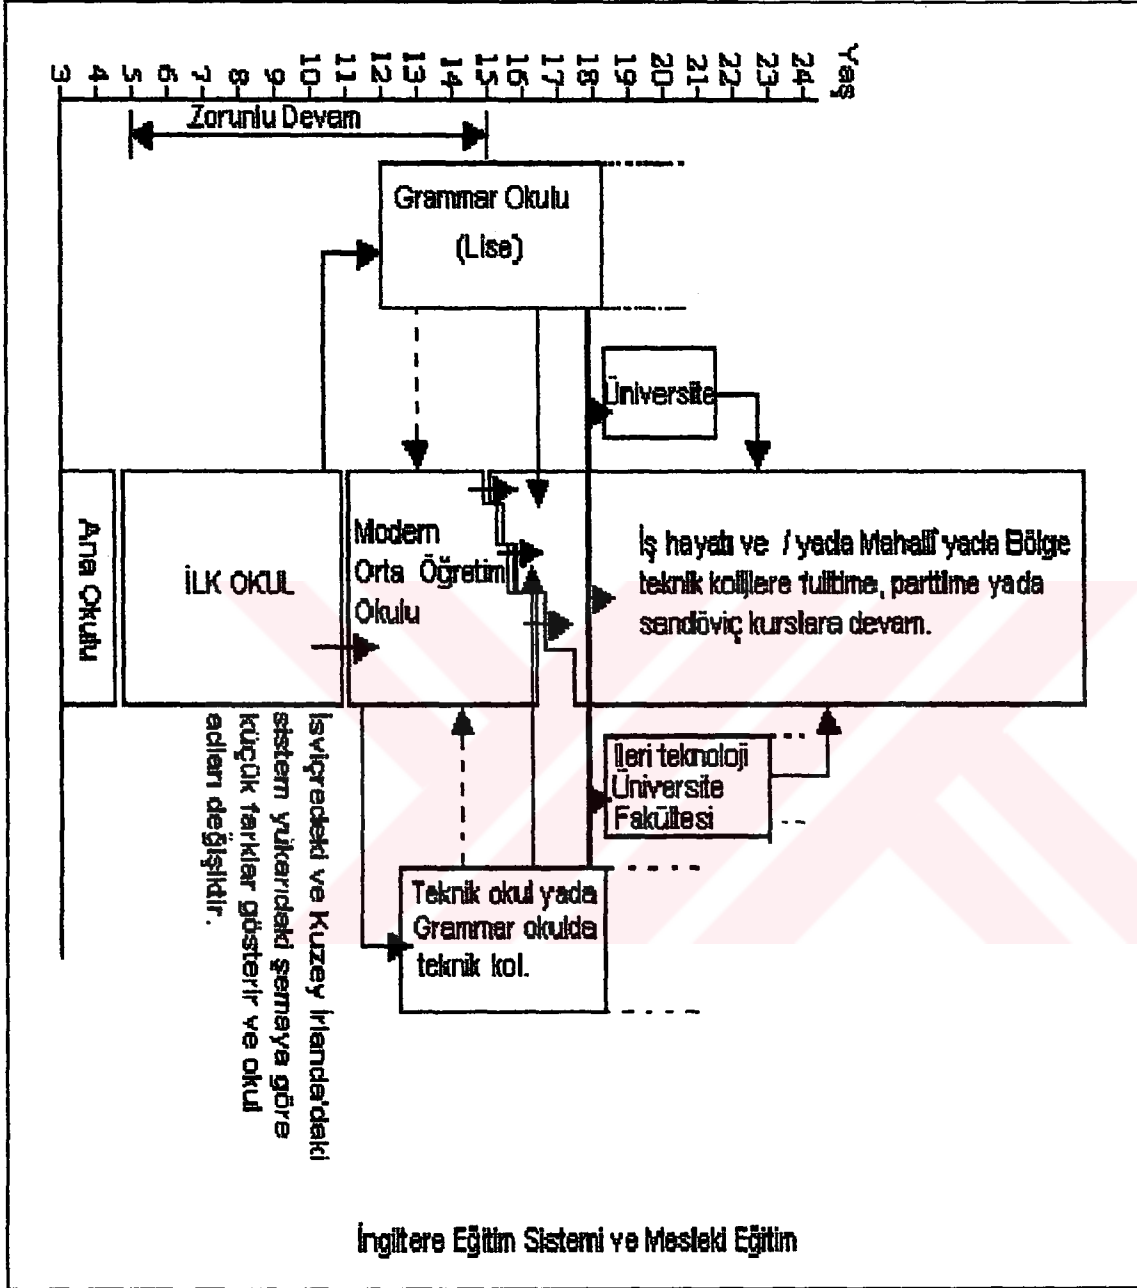 Yaş
3 4 5 6 7 8 9 10 11 12 13 14 15 16 17 18 19 20 21 22 23 24
Zorunlu Devam
Grammar Okulu
(Lise)
Üniversite
Ana Okulu
İLK OKUL
Modern
Orta Öğretim
Okulu
İş hayatı ve / yada Mahalli yada Bölge
teknik kolijlere fulltime, parttime yada
sandöviç kurslara devam.
İleri teknoloji
Üniversite
Fakültesi
Teknik okul yada
Grammar okulda
teknik kol.
İsviçredeki ve Kuzey İrlanda'daki
sistem yukarıdaki şemaya göre
küçük farklar gösterir ve okul
adları değişiktir.
İngiltere Eğitim Sistemi ve Mesleki Eğitim